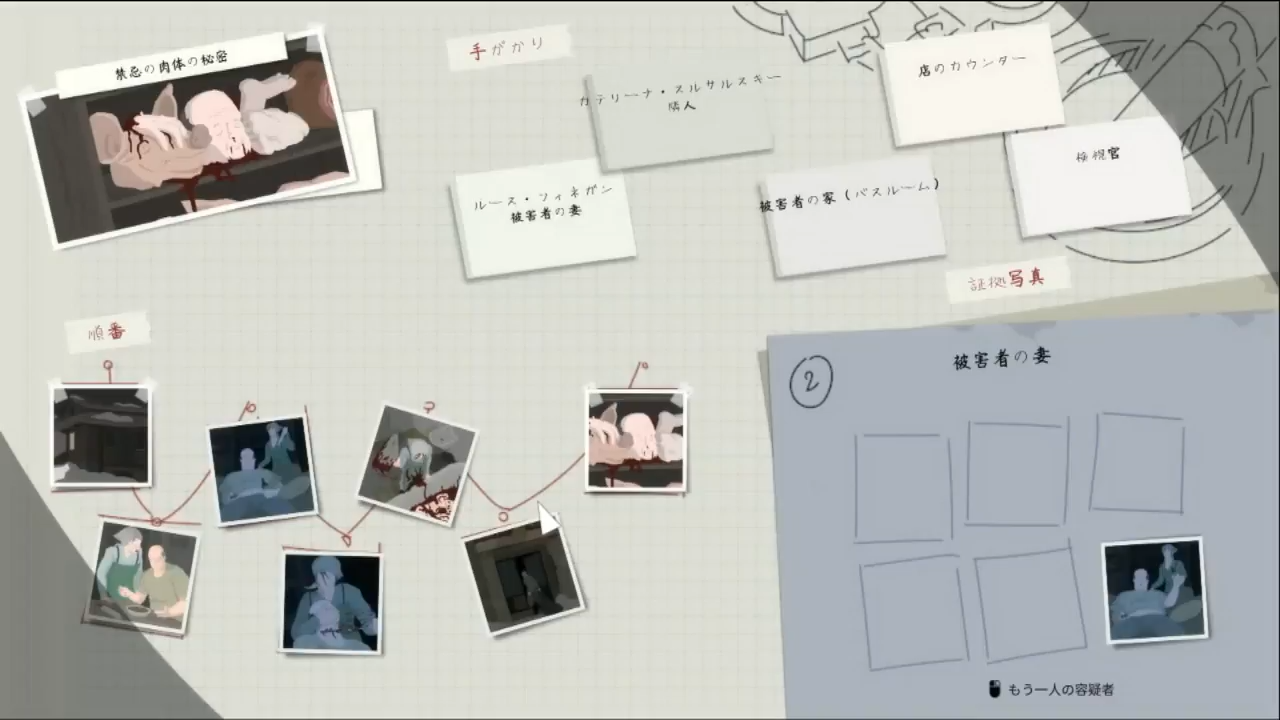 禁忌の肉体の秘密
手がかり
カテリーナ・スルサルスキー
隣人
店のカウンター
検視官
ルース・フィネガン
被害者の妻
被害者の家（バスルーム）
証拠写真
順番
2
被害者の妻
もう一人の容疑者